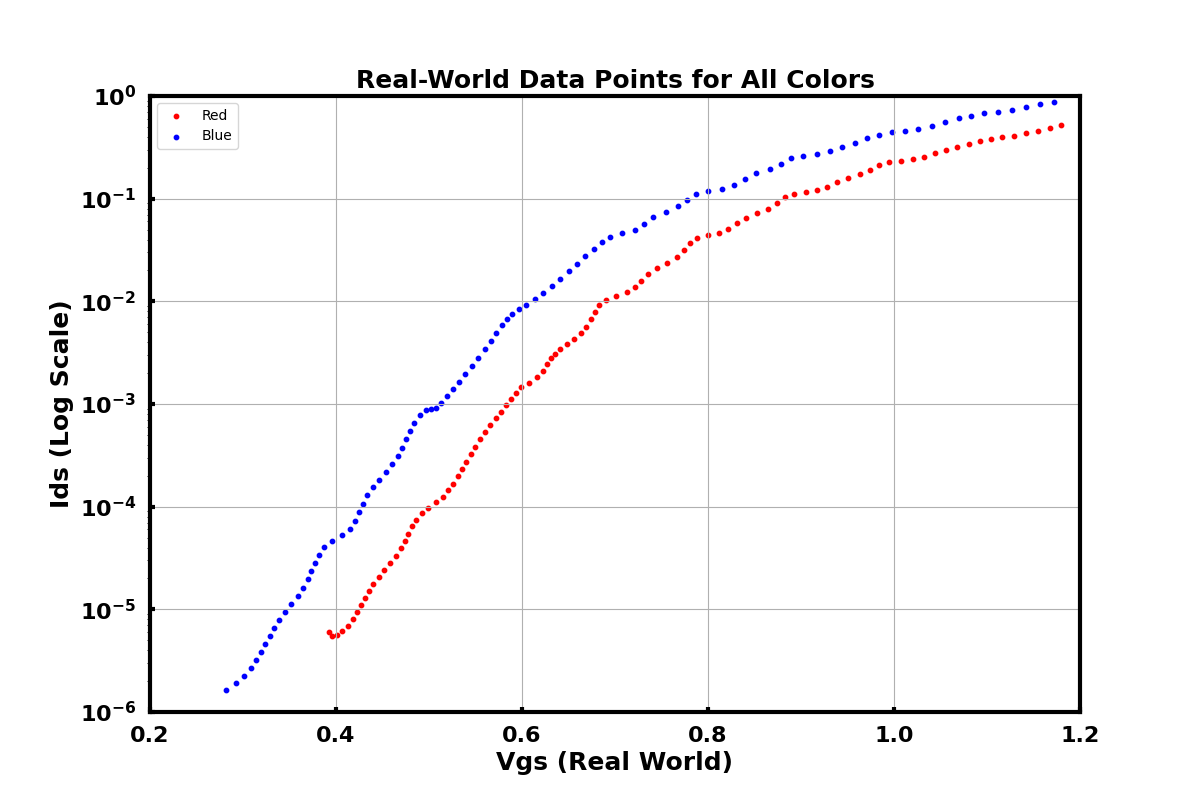 Real-World Data Points for All Colors
10⁰
Red
Blue
10⁻¹
10⁻²
10⁻³
10⁻⁴
10⁻⁵
10⁻⁶
Ids (Log Scale)
0.2 0.4 0.6 0.8 1.0 1.2
Vgs (Real World)